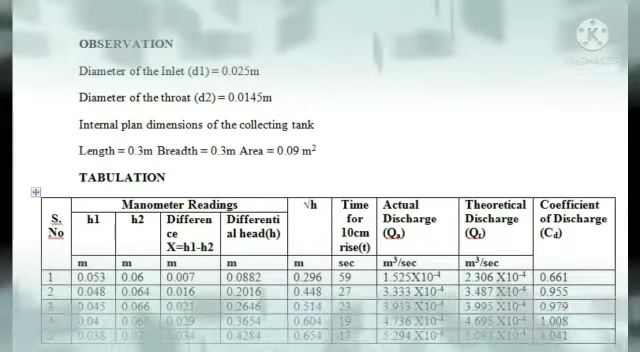 OBSERVATION
Diameter of the Inlet (d1) = 0.025m
Diameter of the throat (d2) = 0.0145m
Internal plan dimensions of the collecting tank
Length = 0.3m Breadth = 0.3m Area = 0.09 m²
TABULATION
S. No Manometer Readings √h Time for 10cm rise(t) Actual Discharge (Qa) Theoretical Discharge (Qt) Coefficient of Discharge (Cd)
h1 h2 Differen ce X=h1-h2 Differenti al head(h)
m m m m m sec m³/sec m³/sec
1 0.053 0.06 0.007 0.0882 0.296 59 1.525X10-4 2.306 X10-4 0.661
2 0.048 0.064 0.016 0.2016 0.448 27 3.333 X10-4 3.487 X10-4 0.955
3 0.045 0.066 0.021 0.2646 0.514 23 3.913 X10-4 3.995 X10-4 0.979
4 0.04 0.029 0.3654 0.604 19 4.736 X10-4 4.695 X10-4 1.008
0.038 0.4284 0.654 17 5.294 X10-4 1.041